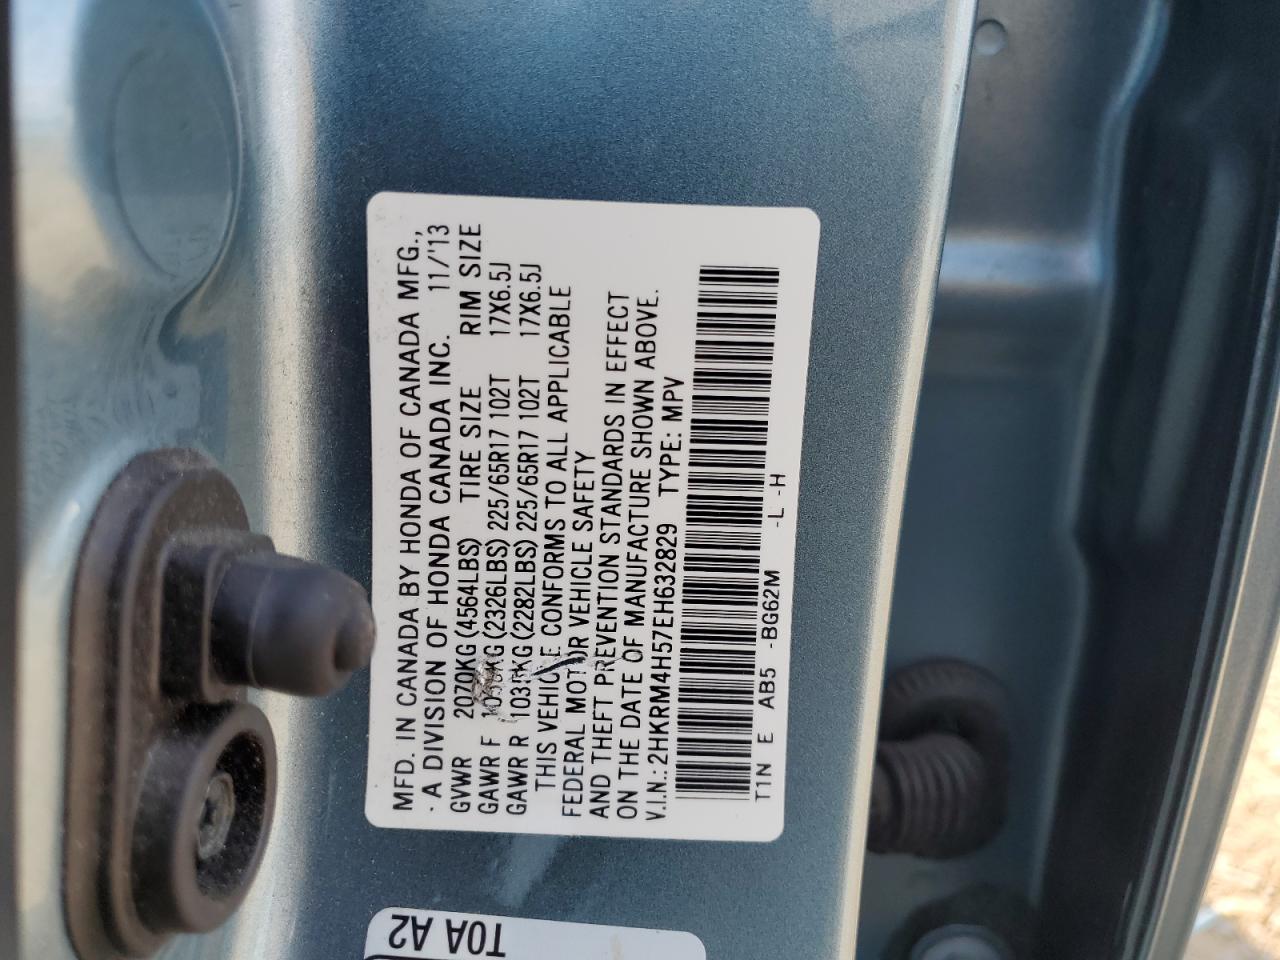 MFD. IN CANADA BY HONDA OF CANADA MFG.,
· A DIVISION OF HONDA CANADA INC. 11/'13
GVWR 2070KG(4564LBS) TIRE SIZE RIM SIZE
GAWR F KG(2326LBS) 225/65R17 102T 17X6.5J
GAWR R 1035KG(2282LBS) 225/65R17 102T 17X6.5J
THIS VEHICLE CONFORMS TO ALL APPLICABLE
FEDERAL MOTOR VEHICLE SAFETY
AND THEFT PREVENTION STANDARDS IN EFFECT
ON THE DATE OF MANUFACTURE SHOWN ABOVE.
V.I.N.: 2HKRM4H57EH632829 TYPE: MPV
T1N E AB5 -BG62M -L -H
TOA A2